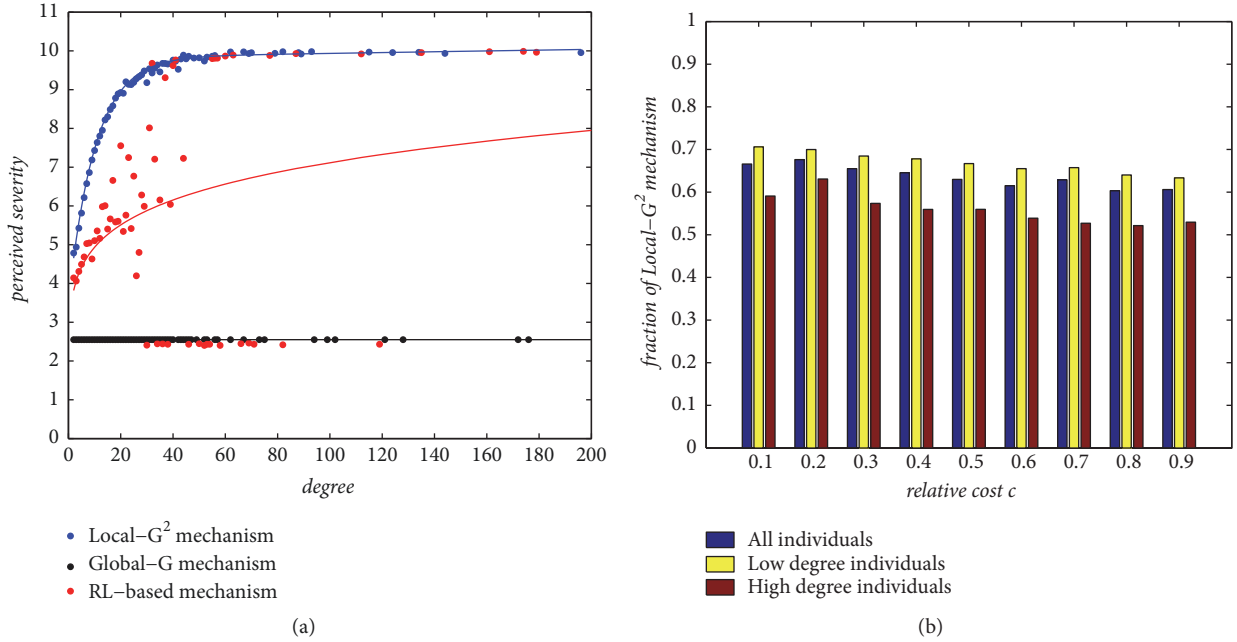 perceived severity
11
10
9
8
7
6
5
4
3
2
1
0
0 20 40 60 80 100 120 140 160 180 200
degree
Local−G² mechanism
Global−G mechanism
RL−based mechanism
(a)
fraction of Local−G² mechanism
1
0.9
0.8
0.7
0.6
0.5
0.4
0.3
0.2
0.1
0
0.1 0.2 0.3 0.4 0.5 0.6 0.7 0.8 0.9
relative cost c
All individuals
Low degree individuals
High degree individuals
(b)